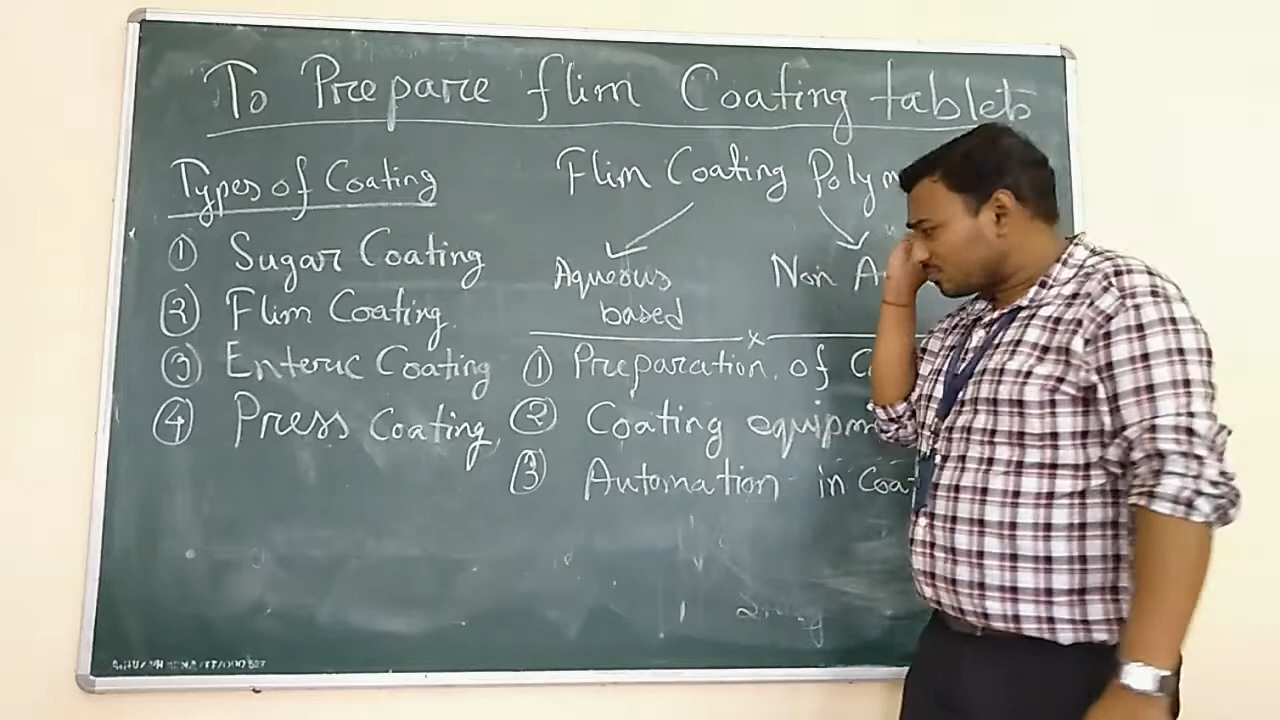 To Prepare flim Coating tablets
Types of Coating
① Sugar Coating
② Flim Coating.
③ Enteric Coating
④ Press Coating,
Flim Coating Polym
Aqueous based
Non A
① Preparation of C
② Coating equipm
③ Automation in Coat